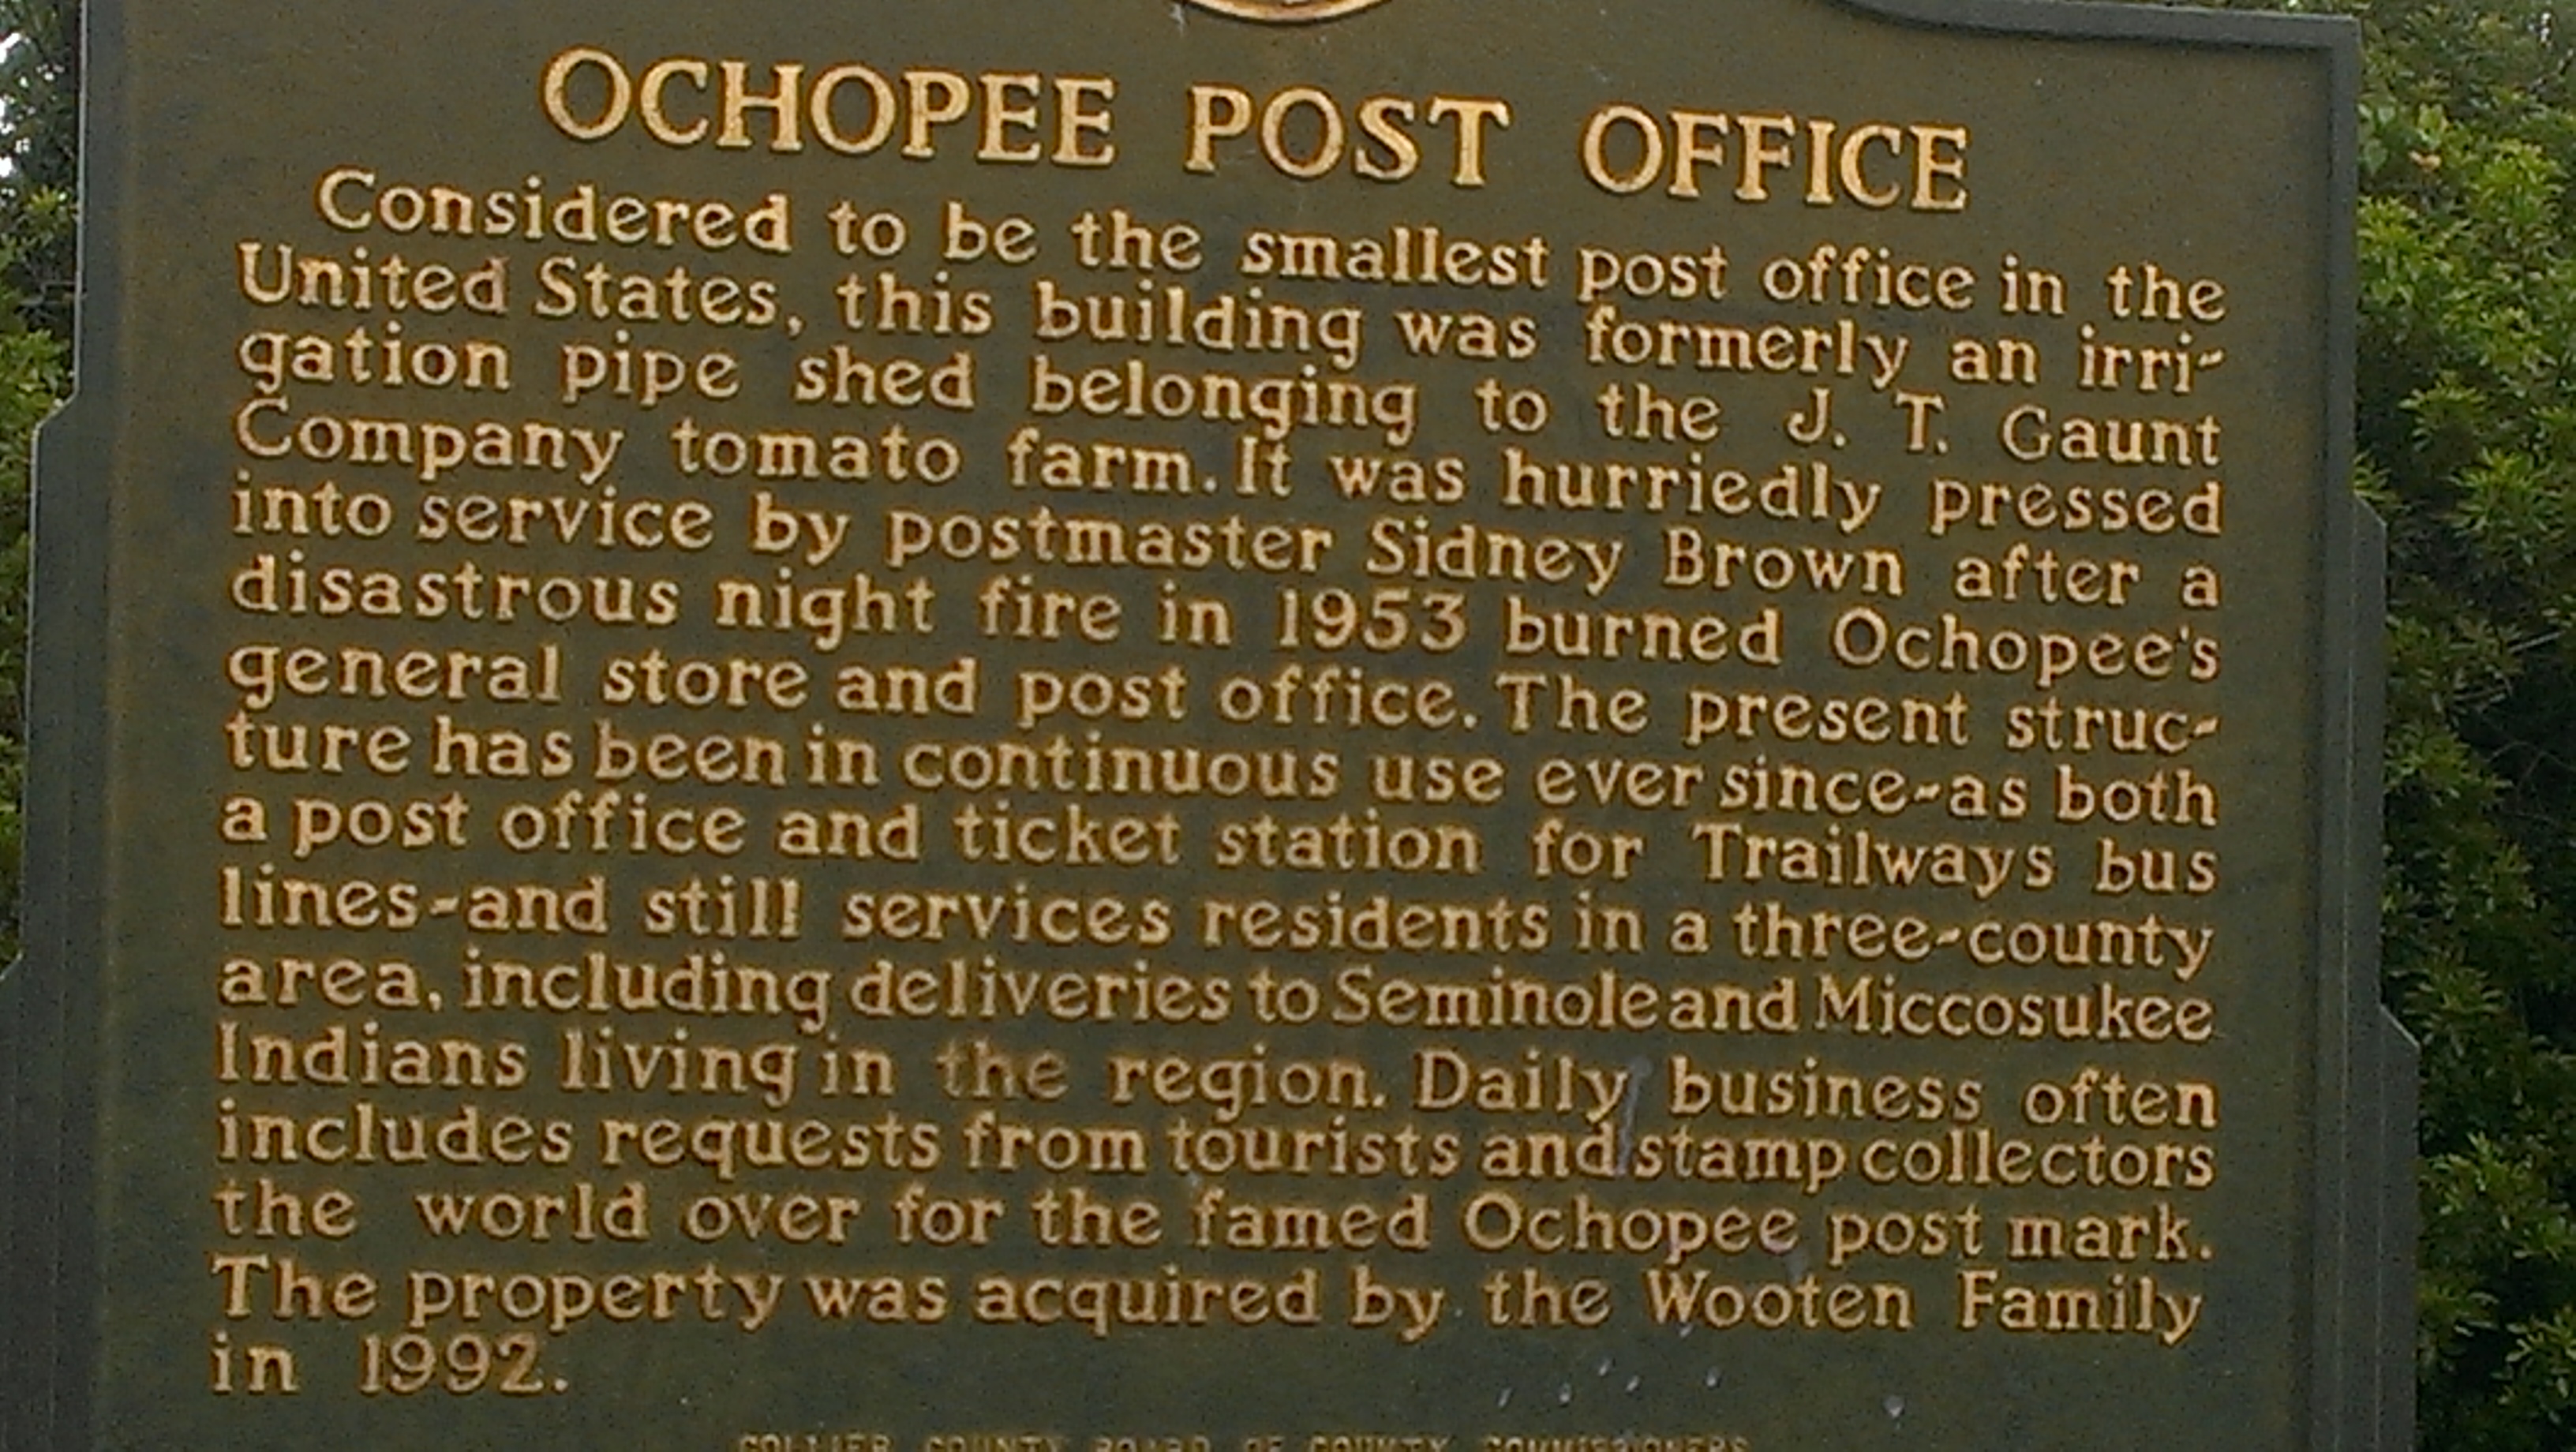 OCHOPEE POST OFFICE
Considered to be the smallest post office in the
United States, this building was formerly an irri-
gation pipe shed belonging to the J. T. Gaunt
Company tomato farm. It was hurriedly pressed
into service by postmaster Sidney Brown after a
disastrous night fire in 1953 burned Ochopee's
general store and post office. The present struc-
ture has been in continuous use ever since-as both
a post office and ticket station for Trailways bus
lines-and still services residents in a three-county
area, including deliveries to Seminole and Miccosukee
Indians living in the region. Daily business often
includes requests from tourists and stamp collectors
the world over for the famed Ochopee post mark.
The property was acquired by the Wooten Family
in 1992.
COLLIER COUNTY BOARD OF COUNTY COMMISSIONERS